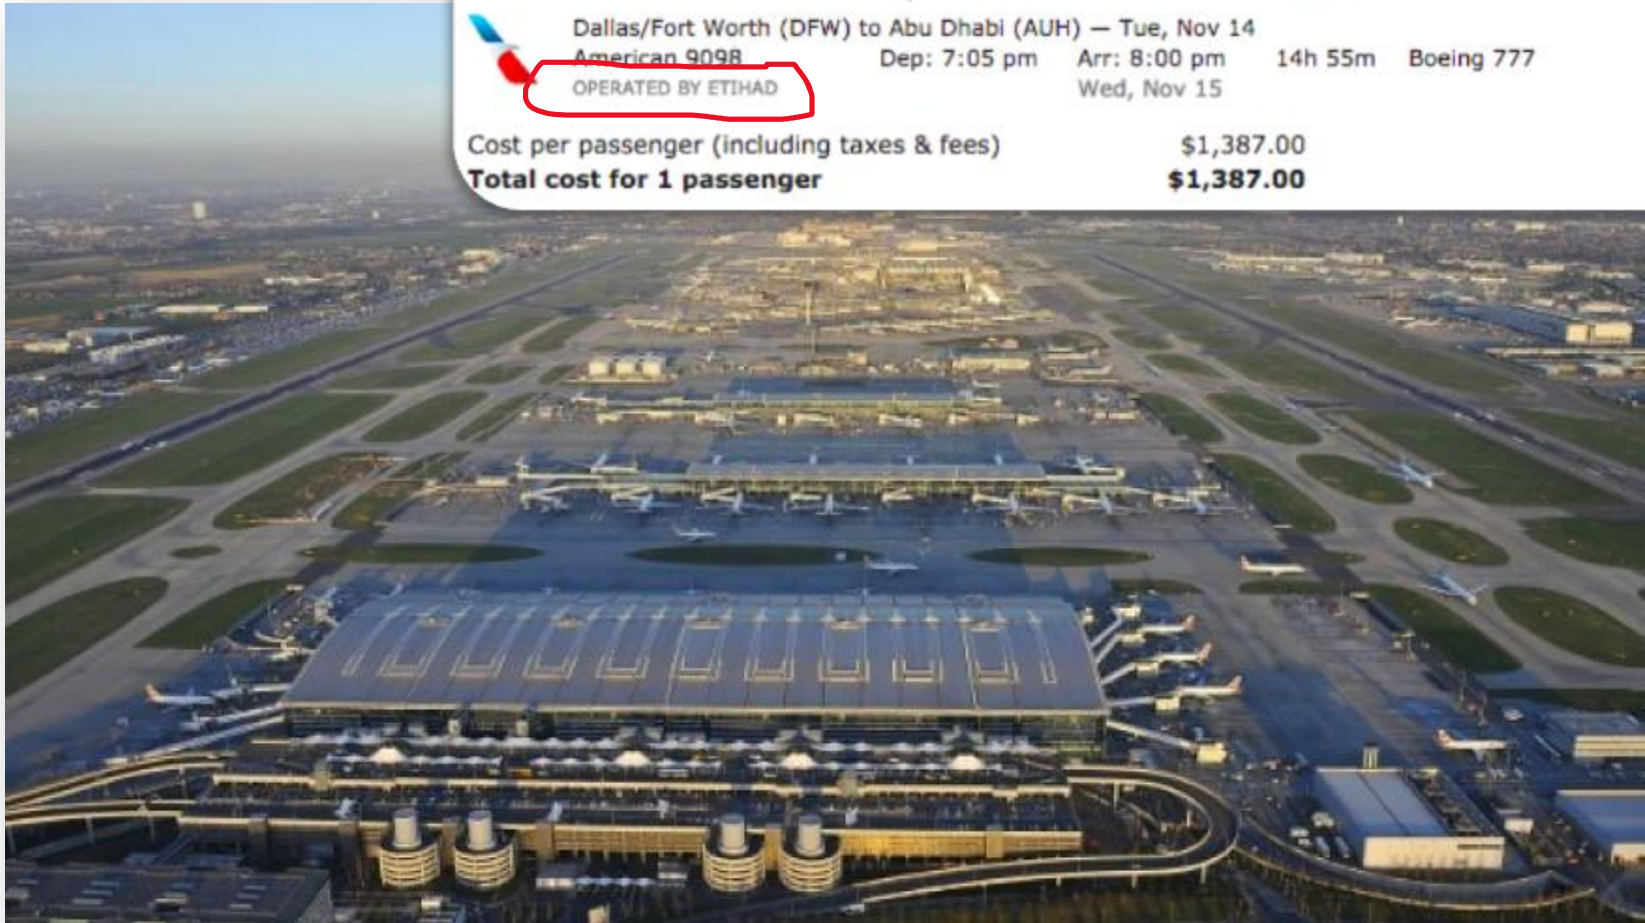 Dallas/Fort Worth (DFW) to Abu Dhabi (AUH) — Tue, Nov 14
American 9098 Dep: 7:05 pm Arr: 8:00 pm 14h 55m Boeing 777
OPERATED BY ETIHAD Wed, Nov 15
Cost per passenger (including taxes & fees) $1,387.00
Total cost for 1 passenger $1,387.00